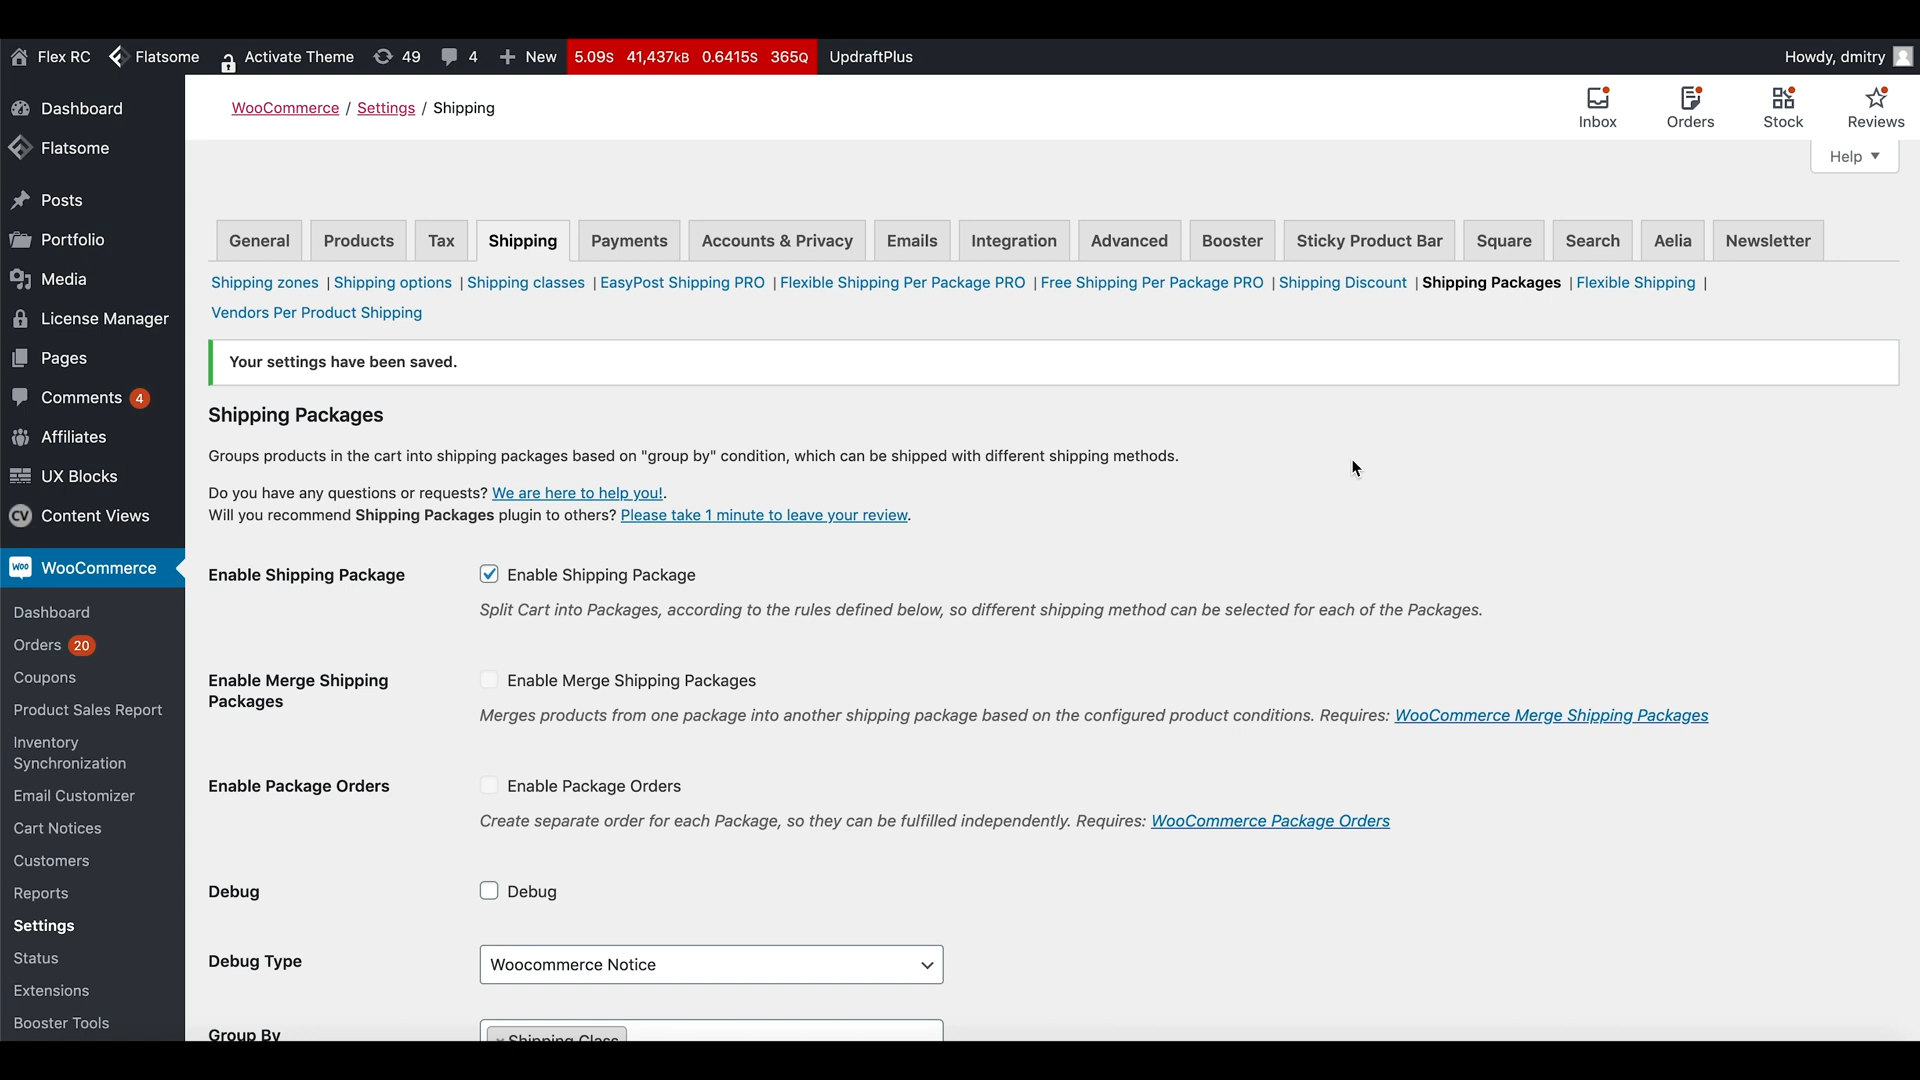 Flex RC Flatsome Activate Theme 49 4 New 5.09s 41,437kB 0.6415s 365Q UpdraftPlus Howdy, dmitry
Dashboard
Flatsome
Posts
Portfolio
Media
License Manager
Pages
Comments 4
Affiliates
UX Blocks
Content Views
WooCommerce
Dashboard
Orders 20
Coupons
Product Sales Report
Inventory
Synchronization
Email Customizer
Cart Notices
Customers
Reports
Settings
Status
Extensions
Booster Tools
WooCommerce / Settings / Shipping
Inbox Orders Stock Reviews
Help
General Products Tax Shipping Payments Accounts & Privacy Emails Integration Advanced Booster Sticky Product Bar Square Search Aelia Newsletter
Shipping zones | Shipping options | Shipping classes | EasyPost Shipping PRO | Flexible Shipping Per Package PRO | Free Shipping Per Package PRO | Shipping Discount | Shipping Packages | Flexible Shipping |
Vendors Per Product Shipping
Your settings have been saved.
Shipping Packages
Groups products in the cart into shipping packages based on "group by" condition, which can be shipped with different shipping methods.
Do you have any questions or requests? We are here to help you!.
Will you recommend Shipping Packages plugin to others? Please take 1 minute to leave your review.
Enable Shipping Package Enable Shipping Package
Split Cart into Packages, according to the rules defined below, so different shipping method can be selected for each of the Packages.
Enable Merge Shipping
Packages
Enable Merge Shipping Packages
Merges products from one package into another shipping package based on the configured product conditions. Requires: WooCommerce Merge Shipping Packages
Enable Package Orders Enable Package Orders
Create separate order for each Package, so they can be fulfilled independently. Requires: WooCommerce Package Orders
Debug Debug
Debug Type Woocommerce Notice
Group By × Shipping Class